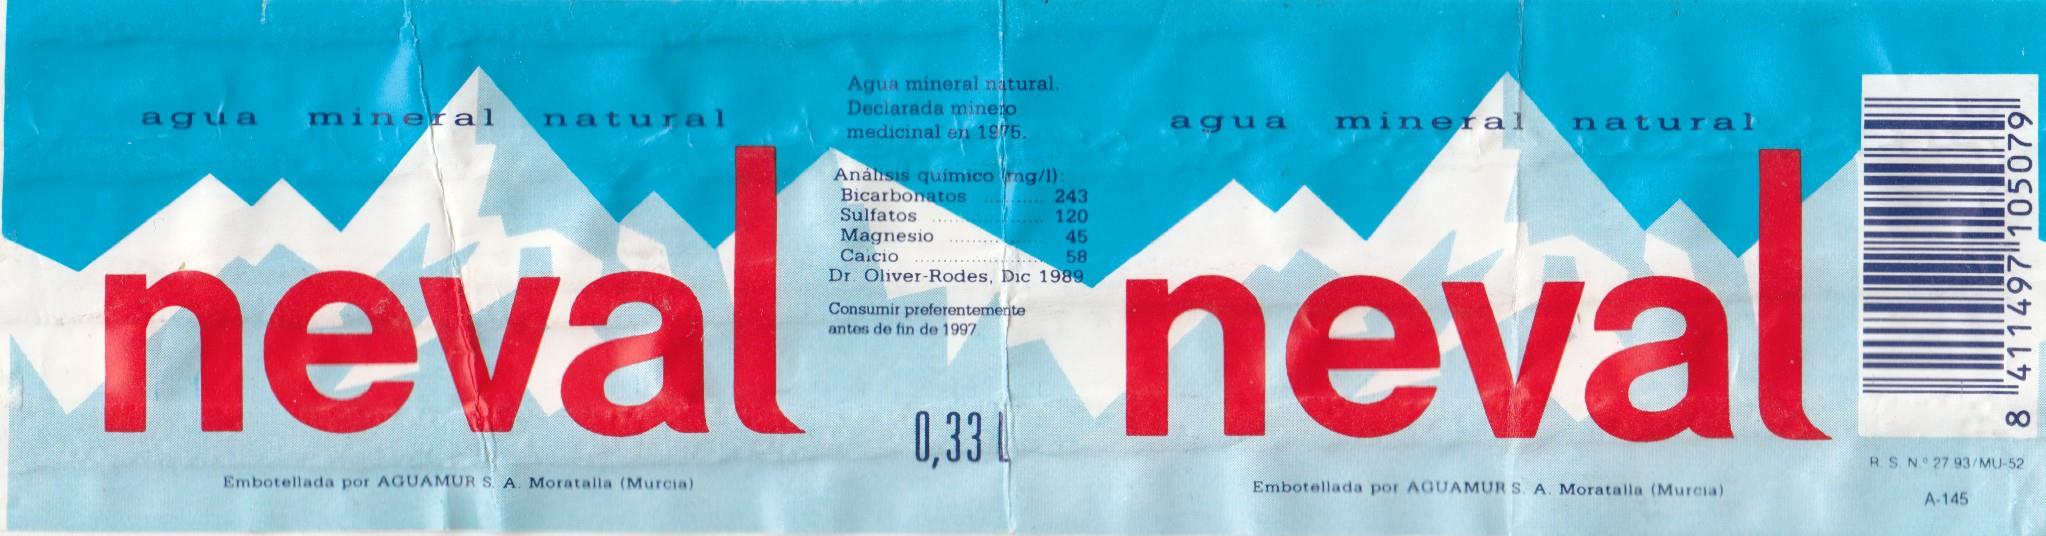 agua mineral natural
neval
Embotellada por AGUAMUR S. A. Moratalla (Murcia)
Agua mineral natural.
Declarada minero
medicinal en 1975.
Análisis químico (mg/l):
Bicarbonatos .......... 243
Sulfatos .................. 120
Magnesio ............... 45
Calcio ..................... 58
Dr. Oliver-Rodes, Dic 1989
Consumir preferentemente
antes de fin de 1997
0,33 L
agua mineral natural
neval
Embotellada por AGUAMUR S. A. Moratalla (Murcia)
8 411497 105079
R. S. N.º 27.93/MU-52
A-145